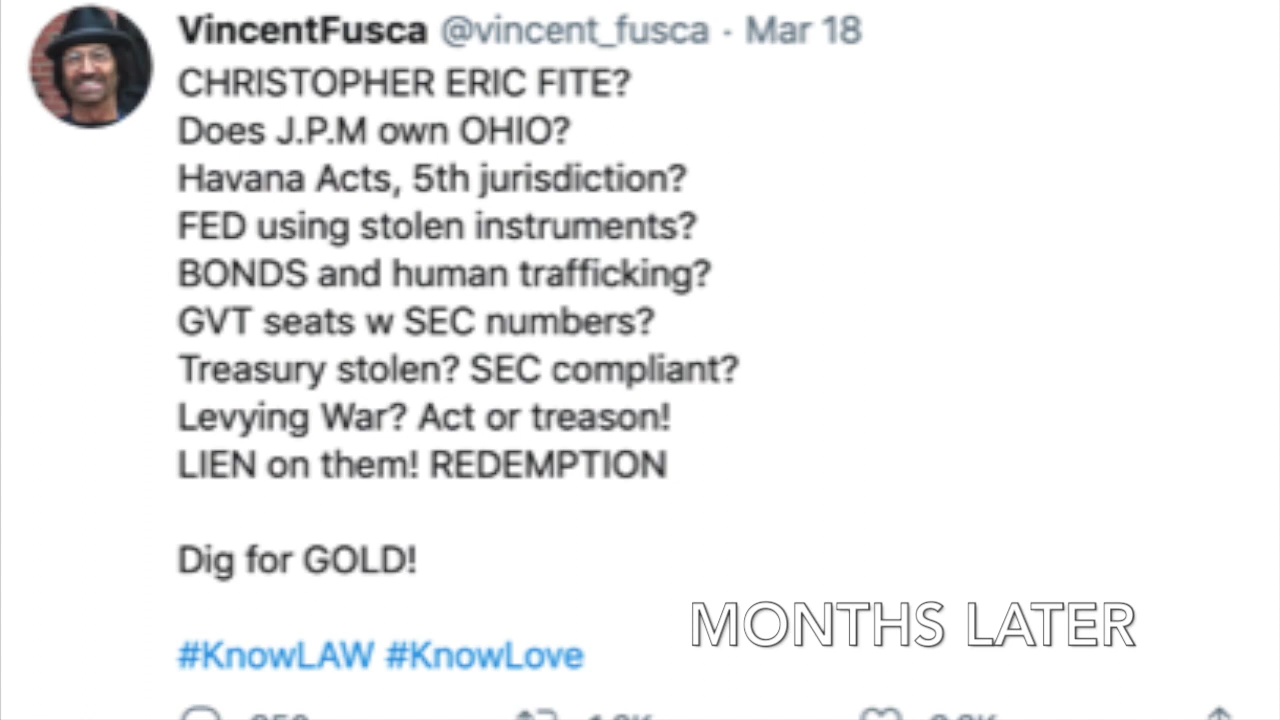 VincentFusca @vincent_fusca · Mar 18
CHRISTOPHER ERIC FITE?
Does J.P.M own OHIO?
Havana Acts, 5th jurisdiction?
FED using stolen instruments?
BONDS and human trafficking?
GVT seats w SEC numbers?
Treasury stolen? SEC compliant?
Levying War? Act or treason!
LIEN on them! REDEMPTION
Dig for GOLD!
MONTHS LATER
#KnowLAW #KnowLove